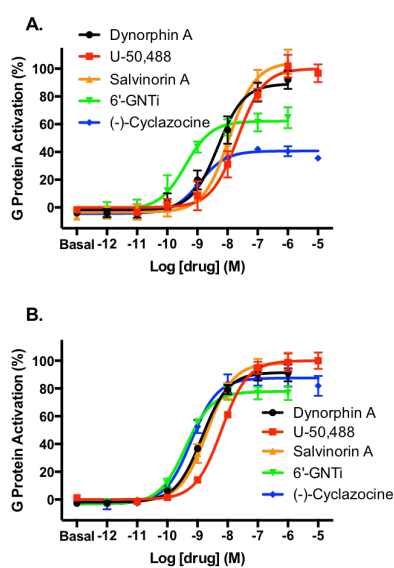 A.
Dynorphin A
U-50,488
Salvinorin A
6'-GNTi
(-)-Cyclazocine
G Protein Activation (%)
100
80
60
40
20
0
Basal -12 -11 -10 -9 -8 -7 -6 -5
Log [drug] (M)
B.
G Protein Activation (%)
100
80
60
40
20
0
Dynorphin A
U-50,488
Salvinorin A
6'-GNTi
(-)-Cyclazocine
Basal -12 -11 -10 -9 -8 -7 -6 -5
Log [drug] (M)